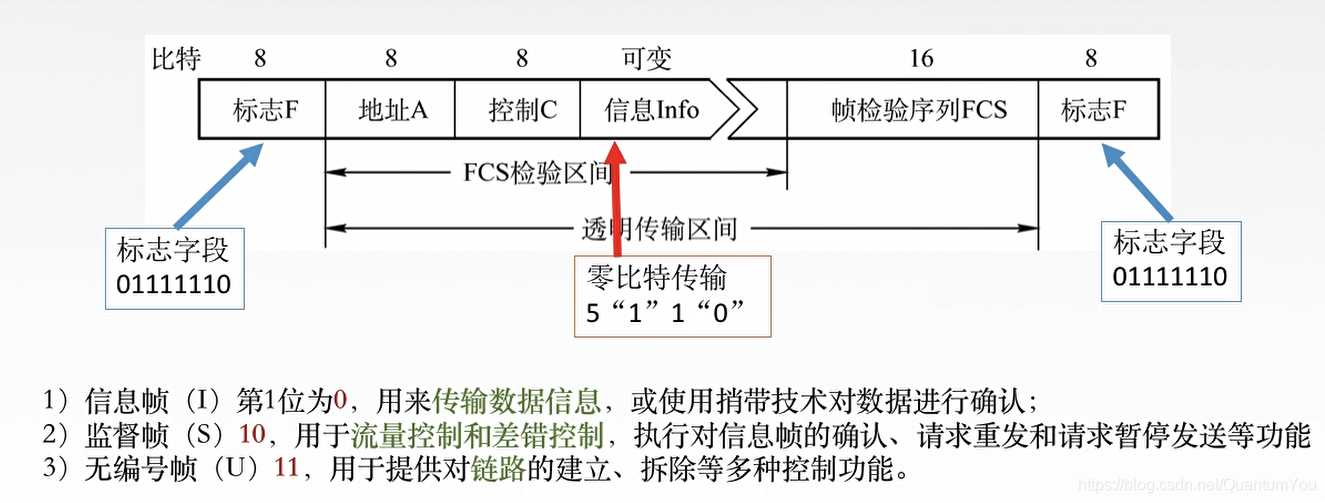 比特 8 8 8 可变 16 8
标志F 地址A 控制C 信息Info 帧检验序列FCS 标志F
FCS检验区间
透明传输区间
标志字段
01111110
标志字段
01111110
零比特传输
5“1”1“0”
1）信息帧（I）第1位为0，用来传输数据信息，或使用捎带技术对数据进行确认；
2）监督帧（S）10，用于流量控制和差错控制，执行对信息帧的确认、请求重发和请求暂停发送等功能
3）无编号帧（U）11，用于提供对链路的建立、拆除等多种控制功能。
https://blog.csdn.net/QuantumYou